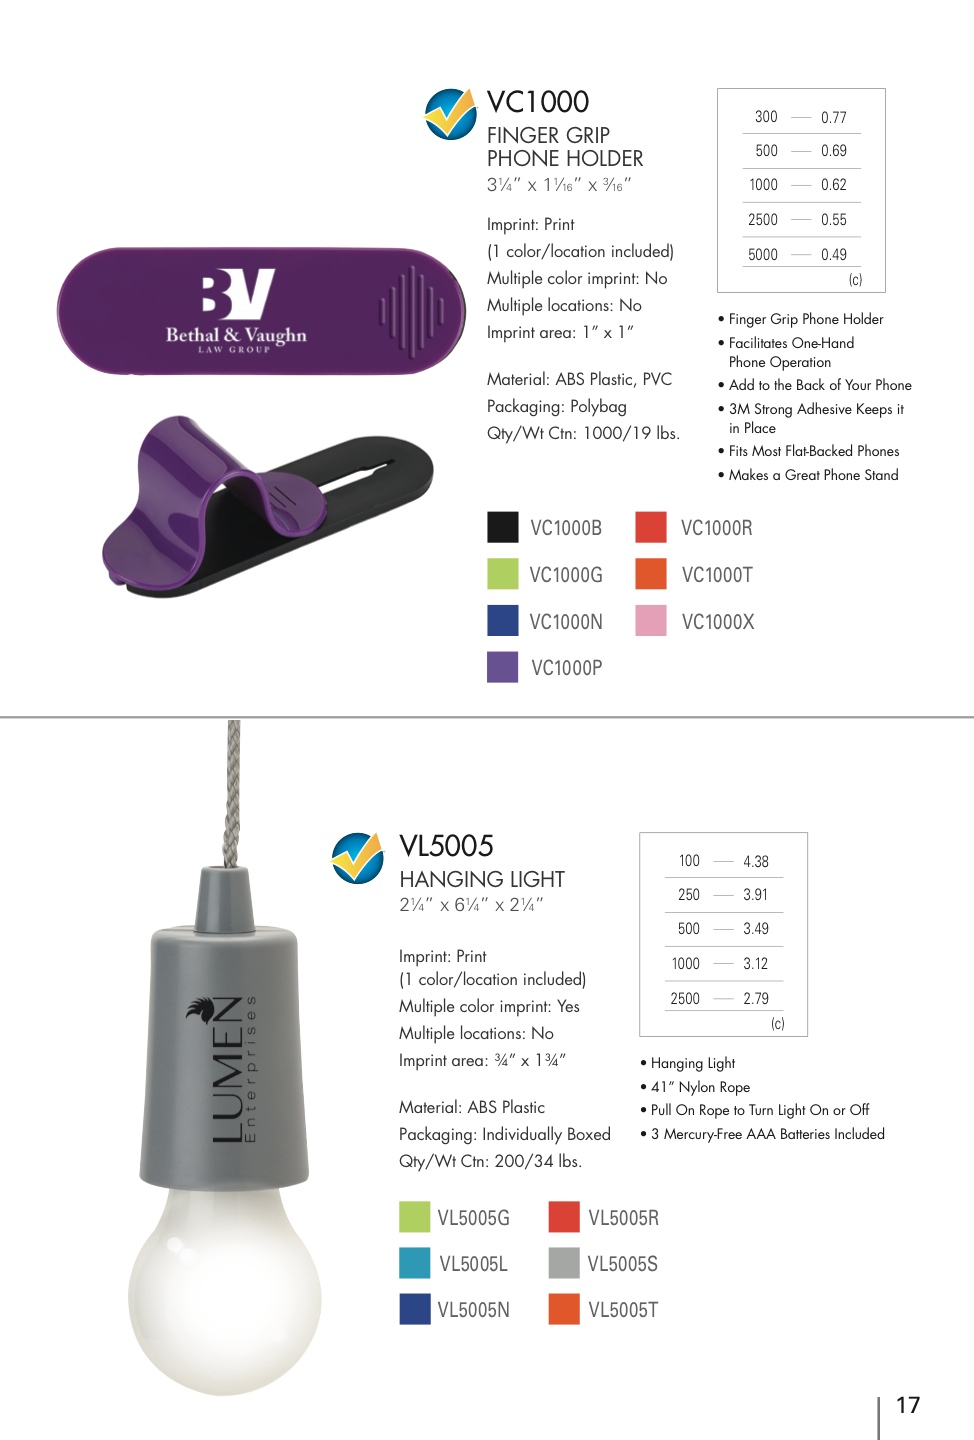 VC1000
FINGER GRIP
PHONE HOLDER
3¼” x 1¹⁄₁₆” x ³⁄₁₆”
Imprint: Print
(1 color/location included)
Multiple color imprint: No
Multiple locations: No
Imprint area: 1” x 1”
Material: ABS Plastic, PVC
Packaging: Polybag
Qty/Wt Ctn: 1000/19 lbs.
300 — 0.77
500 — 0.69
1000 — 0.62
2500 — 0.55
5000 — 0.49
(c)
• Finger Grip Phone Holder
• Facilitates One-Hand
Phone Operation
• Add to the Back of Your Phone
• 3M Strong Adhesive Keeps it
in Place
• Fits Most Flat-Backed Phones
• Makes a Great Phone Stand
BV
Bethal & Vaughn
LAW GROUP
VC1000B VC1000R
VC1000G VC1000T
VC1000N VC1000X
VC1000P
VL5005
HANGING LIGHT
2¼” x 6¼” x 2¼”
Imprint: Print
(1 color/location included)
Multiple color imprint: Yes
Multiple locations: No
Imprint area: ¾” x 1¾”
Material: ABS Plastic
Packaging: Individually Boxed
Qty/Wt Ctn: 200/34 lbs.
100 — 4.38
250 — 3.91
500 — 3.49
1000 — 3.12
2500 — 2.79
(c)
• Hanging Light
• 41” Nylon Rope
• Pull On Rope to Turn Light On or Off
• 3 Mercury-Free AAA Batteries Included
LUMEN
Enterprises
VL5005G VL5005R
VL5005L VL5005S
VL5005N VL5005T
17